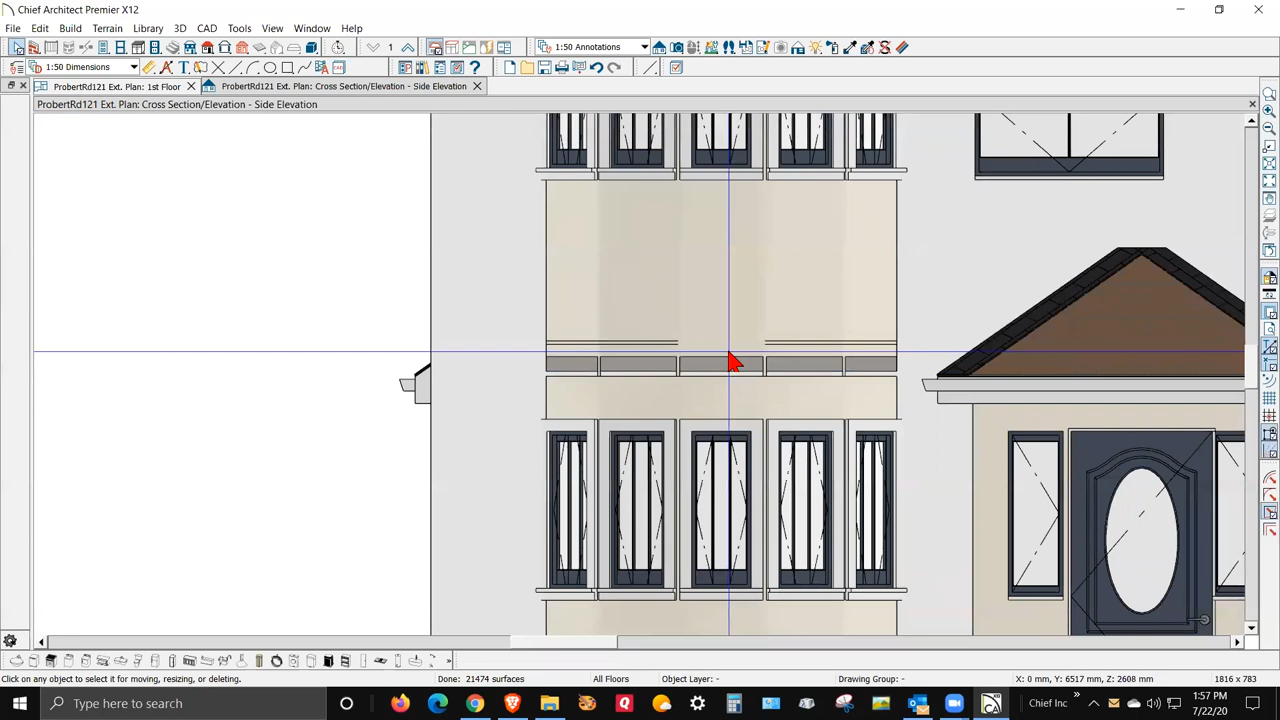 Chief Architect Premier X12
File Edit Build Terrain Library 3D CAD Tools View Window Help
1 1:50 Annotations
1:50 Dimensions
ProbertRd121 Ext. Plan: 1st Floor ProbertRd121 Ext. Plan: Cross Section/Elevation - Side Elevation
ProbertRd121 Ext. Plan: Cross Section/Elevation - Side Elevation
Click on any object to select it for moving, resizing, or deleting. Done: 21474 surfaces All Floors Object Layer: - Drawing Group: - X: 0 mm, Y: 6517 mm, Z: 2608 mm 1816 x 783
Type here to search Chief Inc 1:57 PM
7/22/20